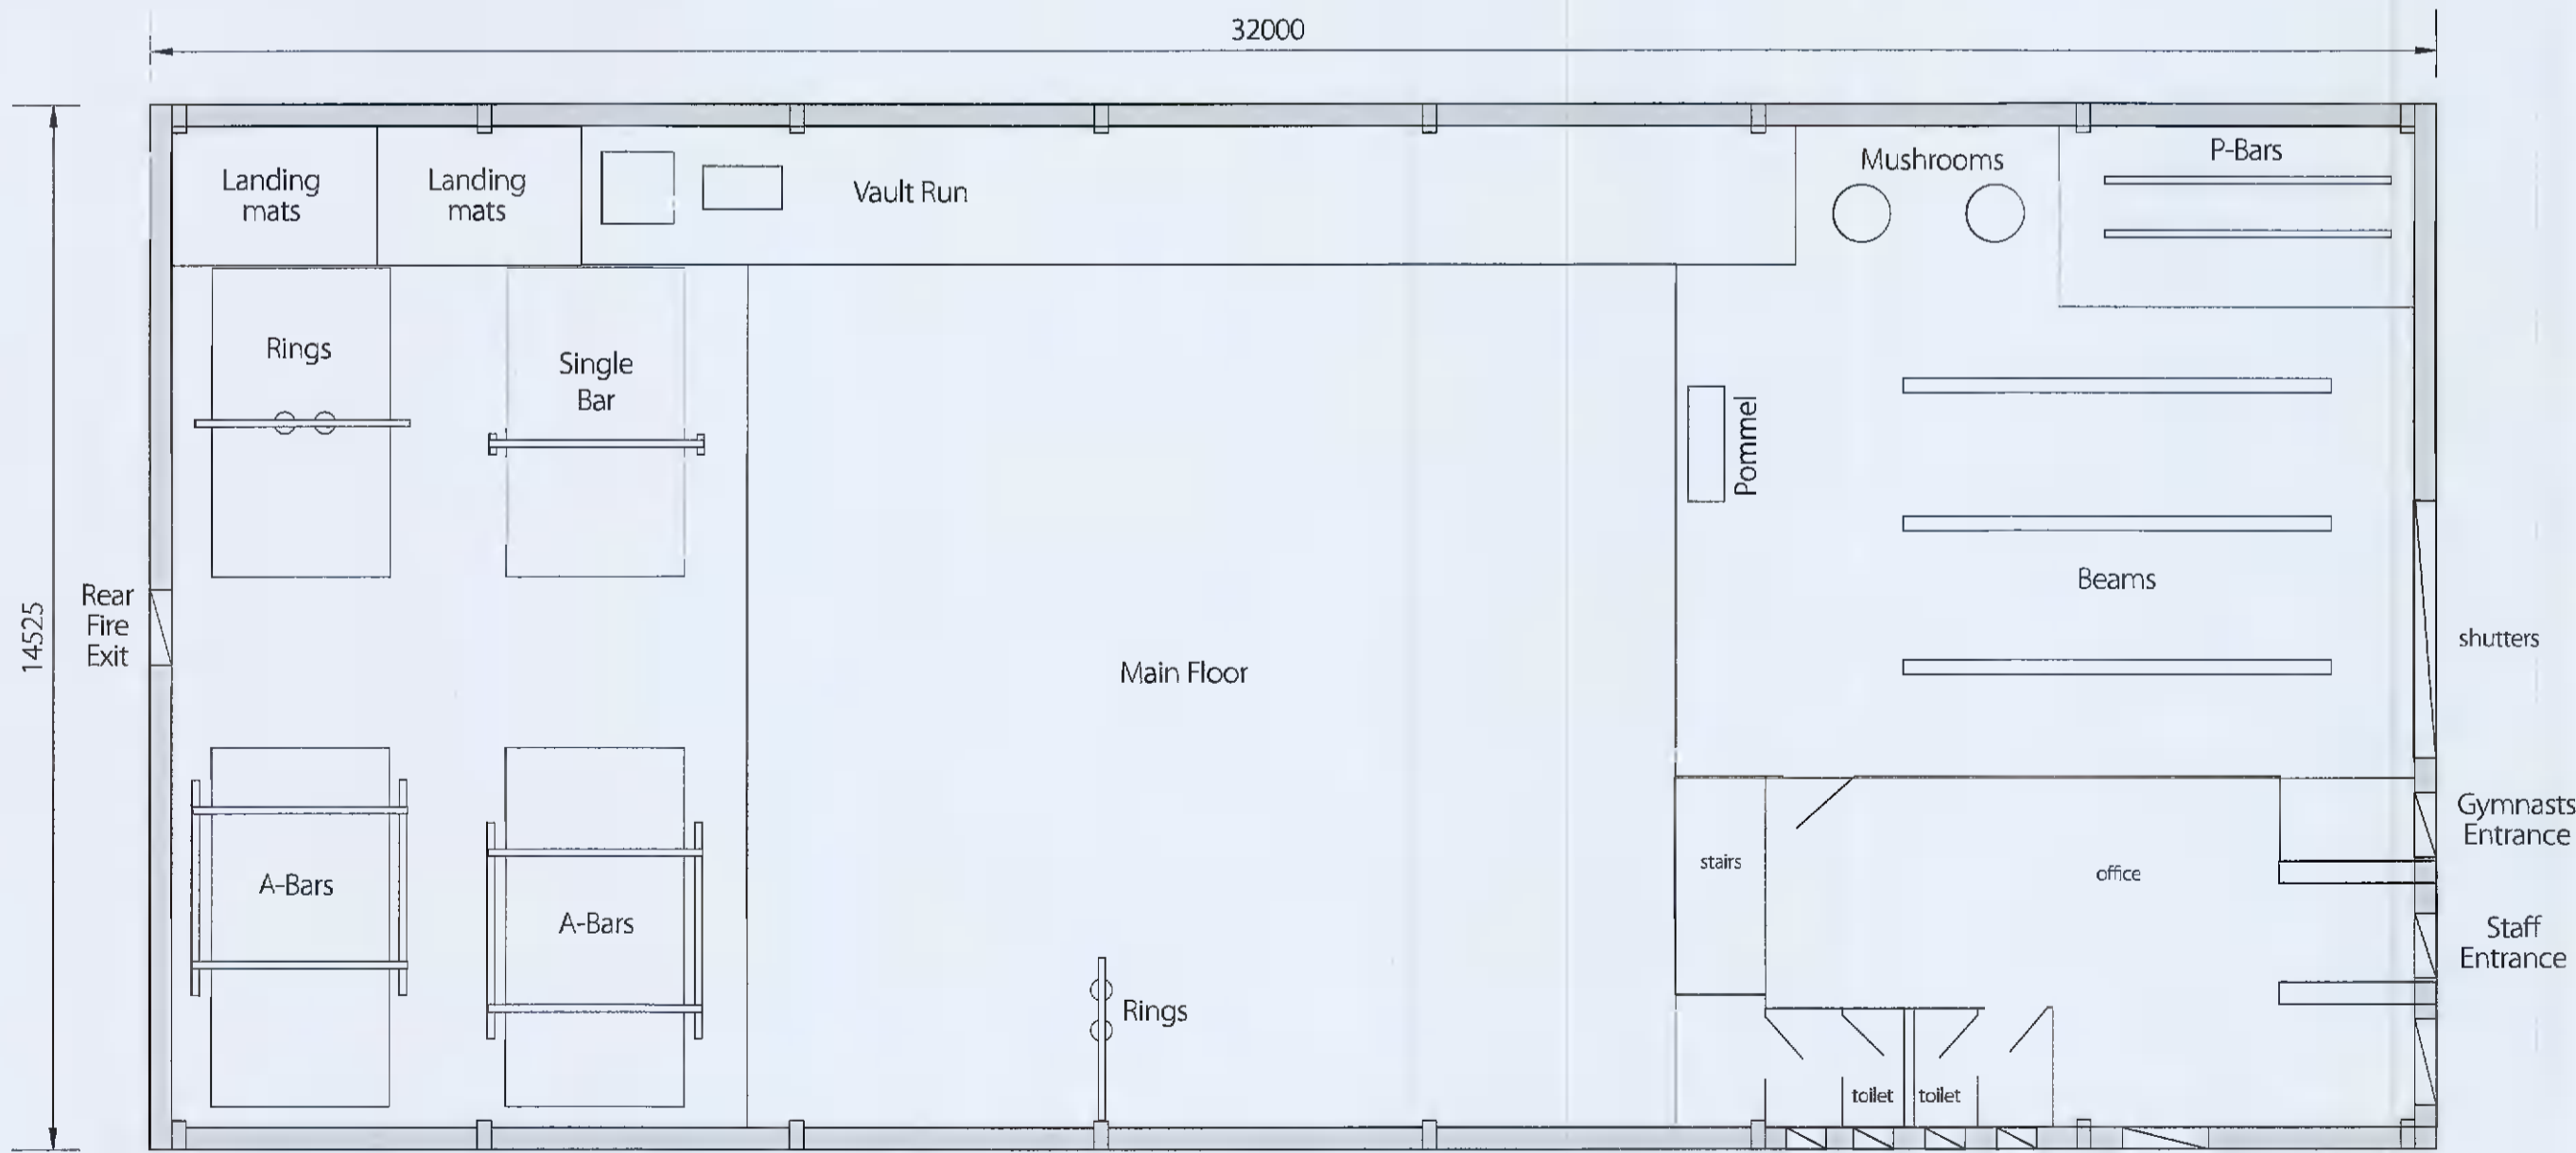 32000
Landing
mats
Landing
mats
Vault Run
Mushrooms
P-Bars
Rings
Single
Bar
Pommel
14525
Rear
Fire
Exit
Beams
shutters
Main Floor
Gymnasts
Entrance
stairs
office
A-Bars
A-Bars
Staff
Entrance
Rings
toilet
toilet